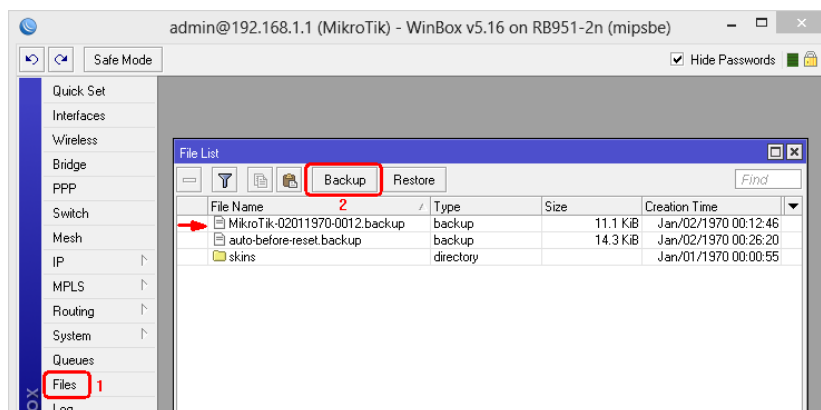 admin@192.168.1.1 (MikroTik) - WinBox v5.16 on RB951-2n (mipsbe)
Safe Mode
Hide Passwords
Quick Set
Interfaces
Wireless
Bridge
PPP
Switch
Mesh
IP
MPLS
Routing
System
Queues
Files 1
Log
OX
File List
Backup Restore Find
2
File Name Type Size Creation Time
MikroTik-02011970-0012.backup backup 11.1 KiB Jan/02/1970 00:12:46
auto-before-reset.backup backup 14.3 KiB Jan/02/1970 00:26:20
skins directory Jan/01/1970 00:00:55